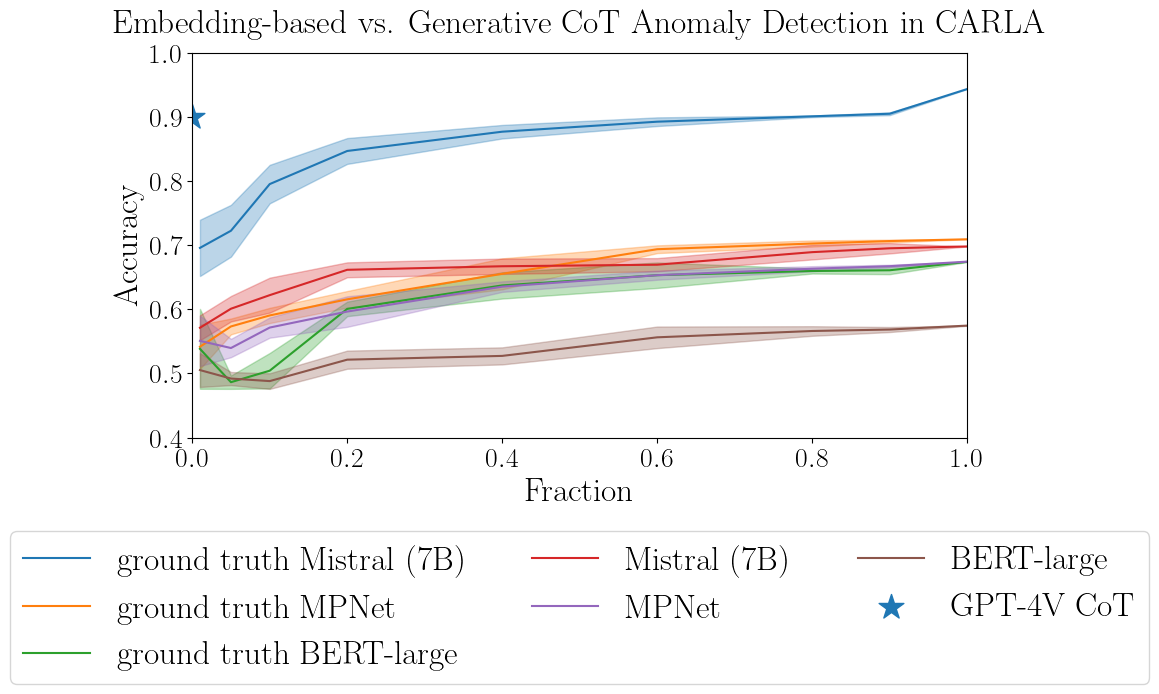 Embedding-based vs. Generative CoT Anomaly Detection in CARLA
1.0
0.9
0.8
0.7
0.6
0.5
0.4
Accuracy
0.0 0.2 0.4 0.6 0.8 1.0
Fraction
ground truth Mistral (7B)
ground truth MPNet
ground truth BERT-large
Mistral (7B)
MPNet
BERT-large
GPT-4V CoT